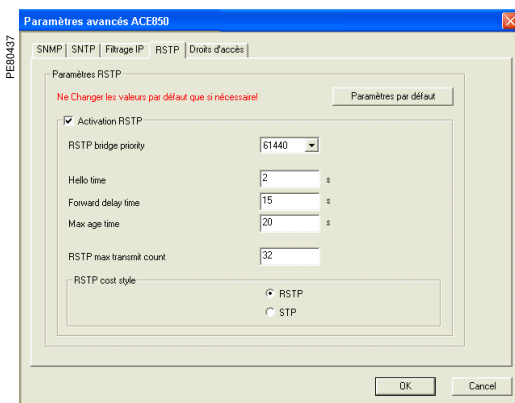 Paramètres avancés ACE850
PE80437
SNMP SNTP Filtrage IP RSTP Droits d'accès
Paramètres RSTP
Ne Changer les valeurs par défaut que si nécessaire! Paramètres par défaut
Activation RSTP
RSTP bridge priority 61440
Hello time 2 s
Forward delay time 15 s
Max age time 20 s
RSTP max transmit count 32
RSTP cost style
RSTP
STP
OK Cancel